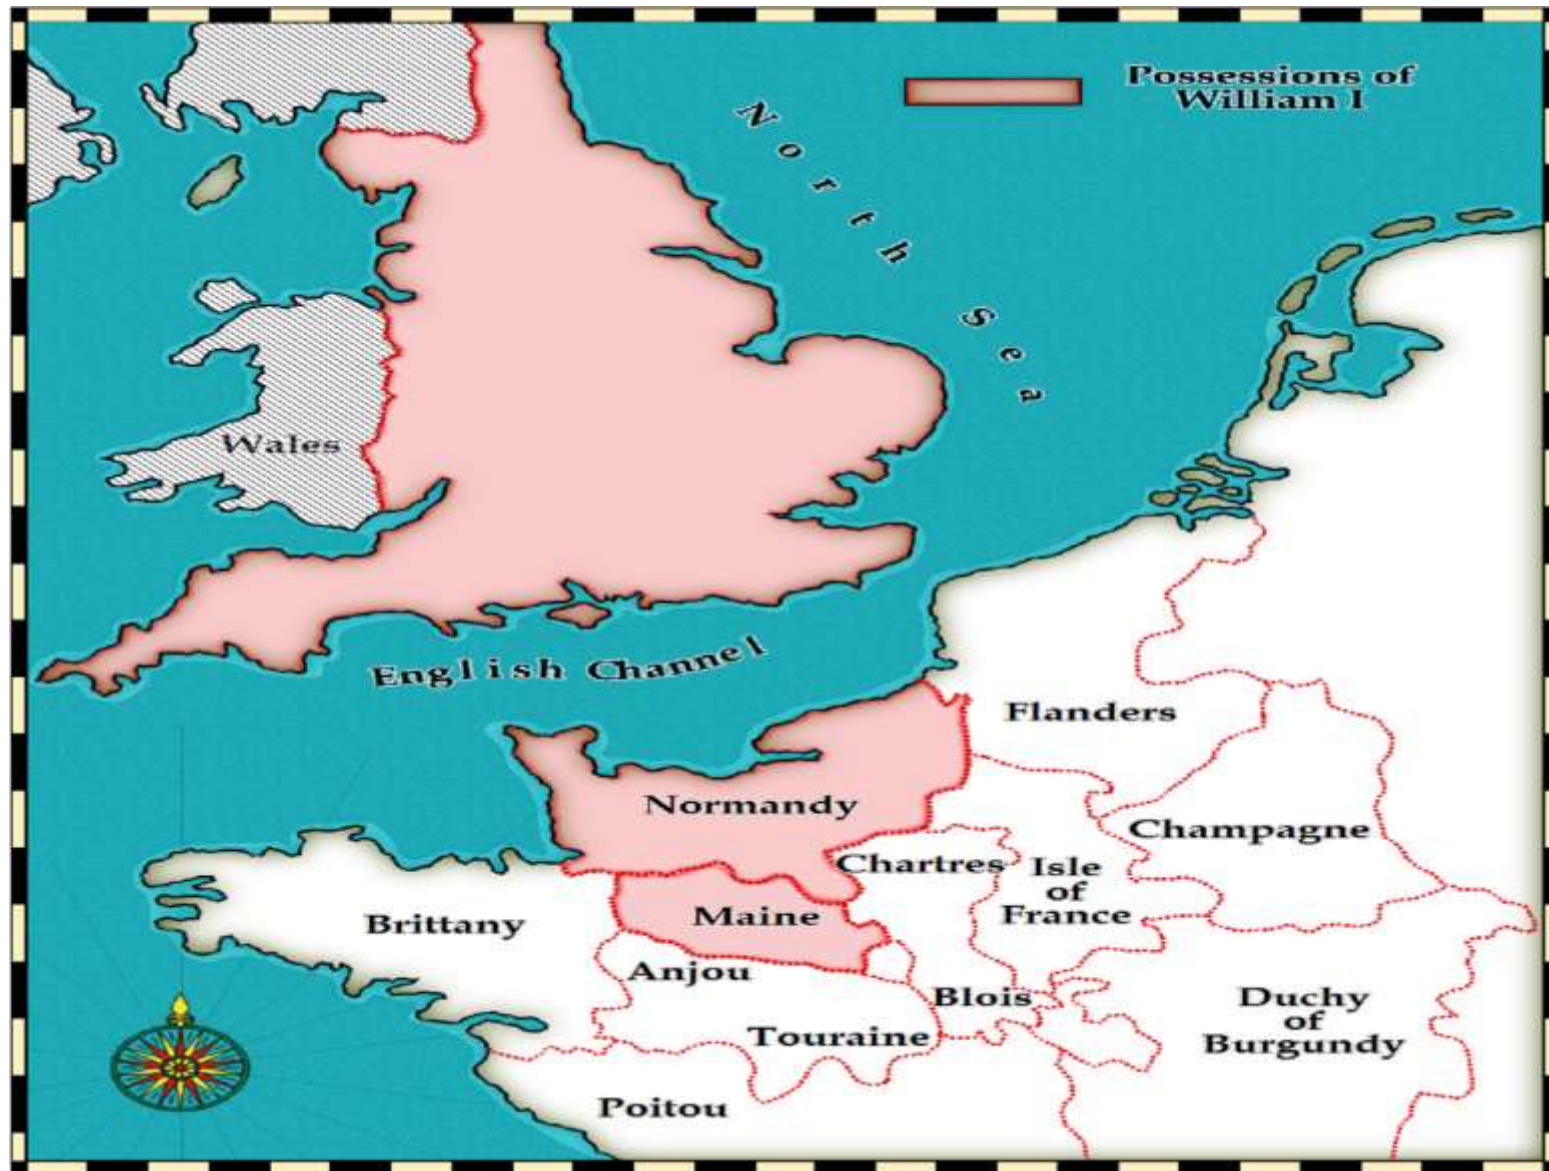 Possessions of
William I
North Sea
Wales
English Channel
Flanders
Normandy
Champagne
Chartres
Isle
of
France
Maine
Brittany
Anjou
Blois
Duchy
of
Burgundy
Touraine
Poitou